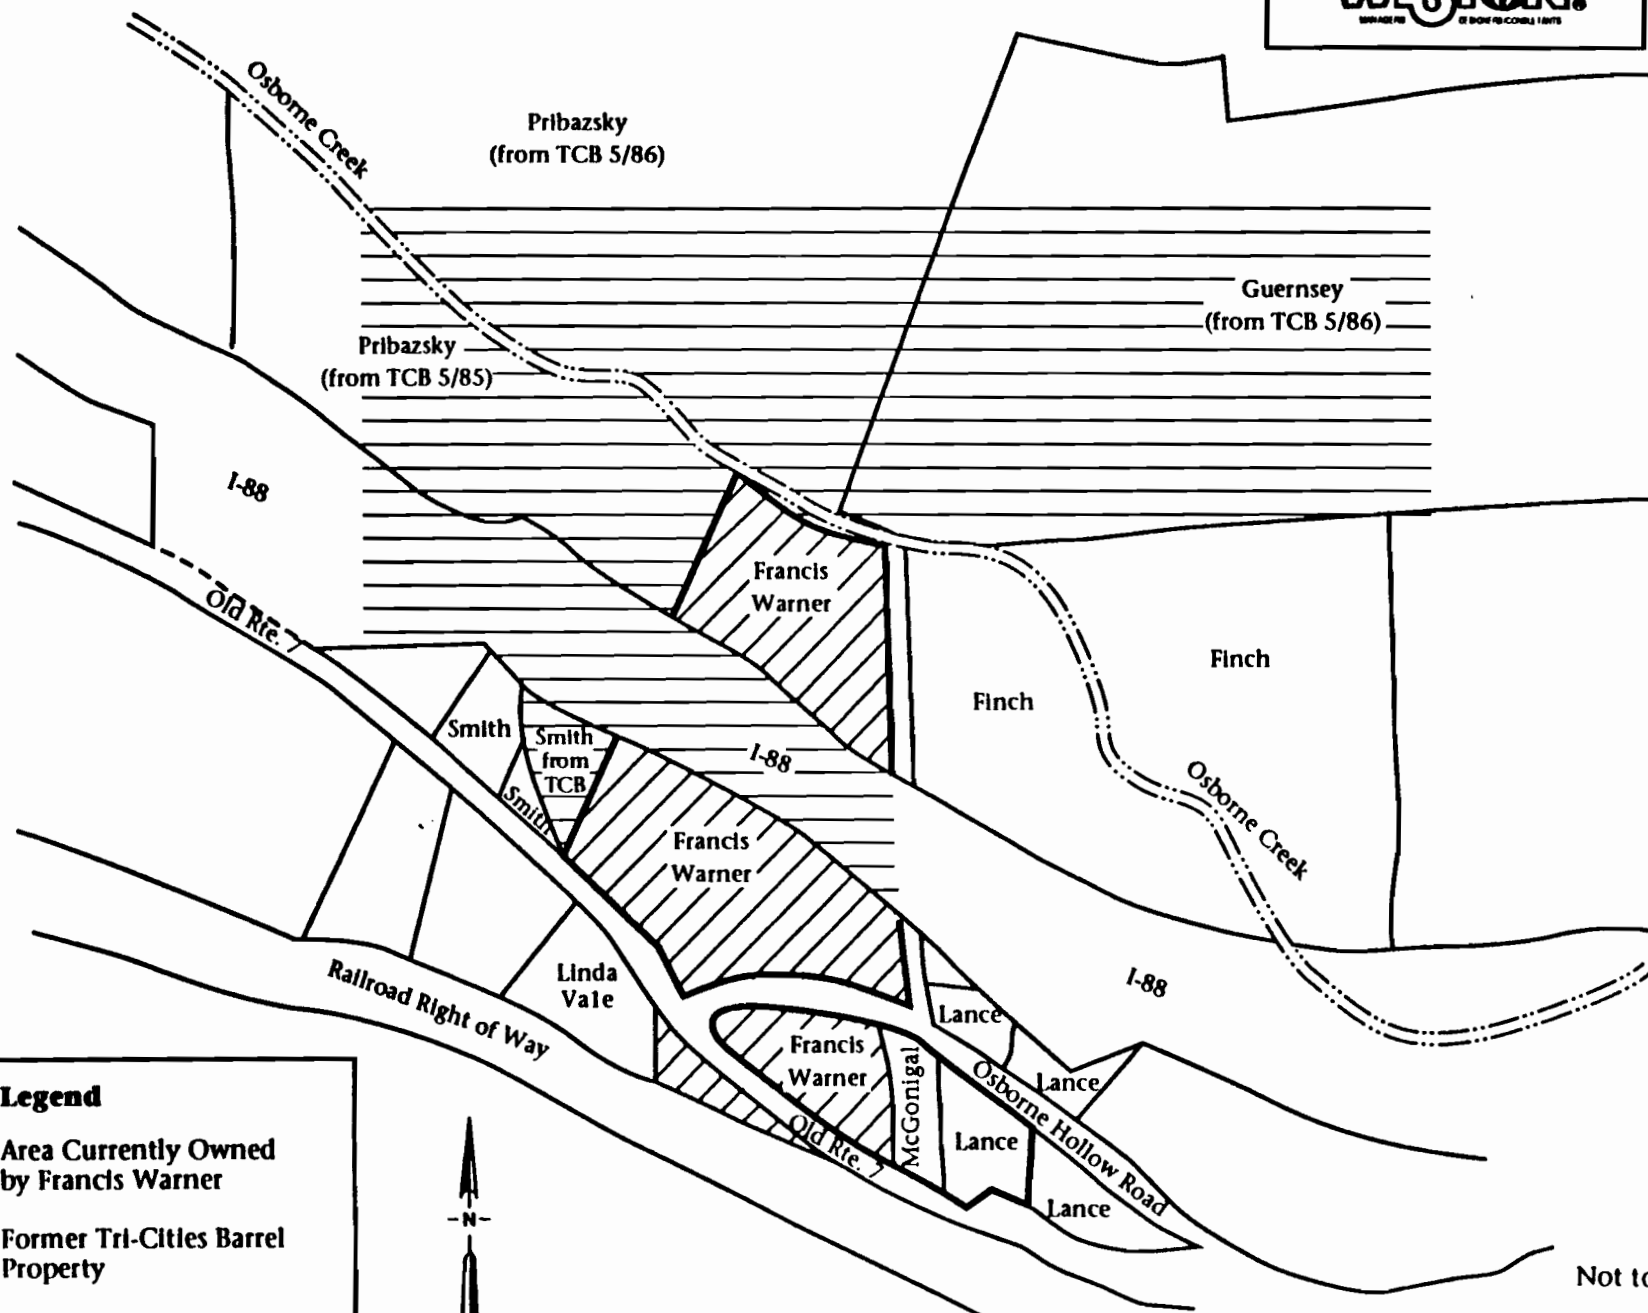 MANAGERS
DESIGNERS/CONSULTANTS
Osborne Creek
Pribazsky
(from TCB 5/86)
Guernsey
(from TCB 5/86)
Pribazsky
(from TCB 5/85)
I-88
Francis
Warner
Old Rte. 7
Finch
Finch
Smith
Smith
from
TCB
Smith
I-88
Osborne Creek
Francis
Warner
Linda
Vale
Railroad Right of Way
I-88
Lance
Francis
Warner
McGonigal
Lance
Osborne Hollow Road
Lance
Old Rte. 7
Lance
Legend
Area Currently Owned
by Francis Warner
Former Tri-Cities Barrel
Property
N
Not to